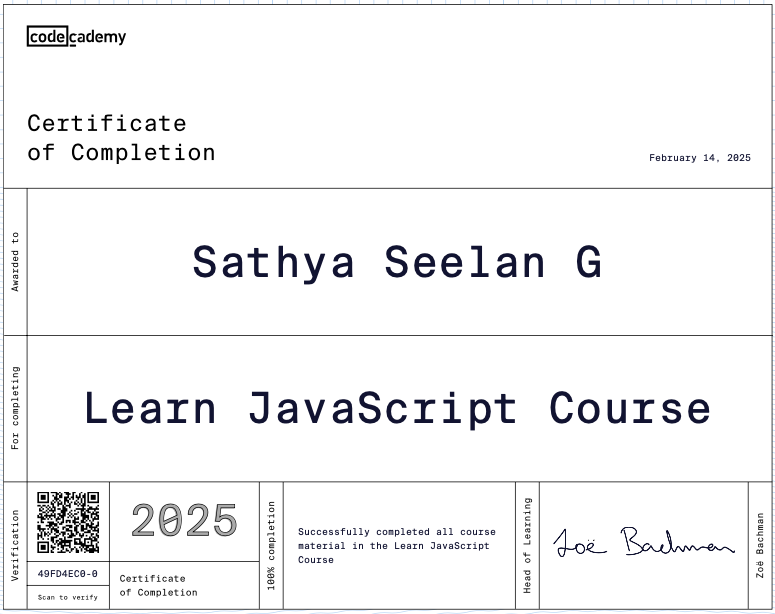 codecademy
Certificate
of Completion
February 14, 2025
Awarded to
Sathya Seelan G
For completing
Learn JavaScript Course
Verification
49FD4EC0-0
Scan to verify
2025
Certificate
of Completion
100% completion
Successfully completed all course
material in the Learn JavaScript
Course
Head of Learning
Zoë Bachman
Zoë Bachman